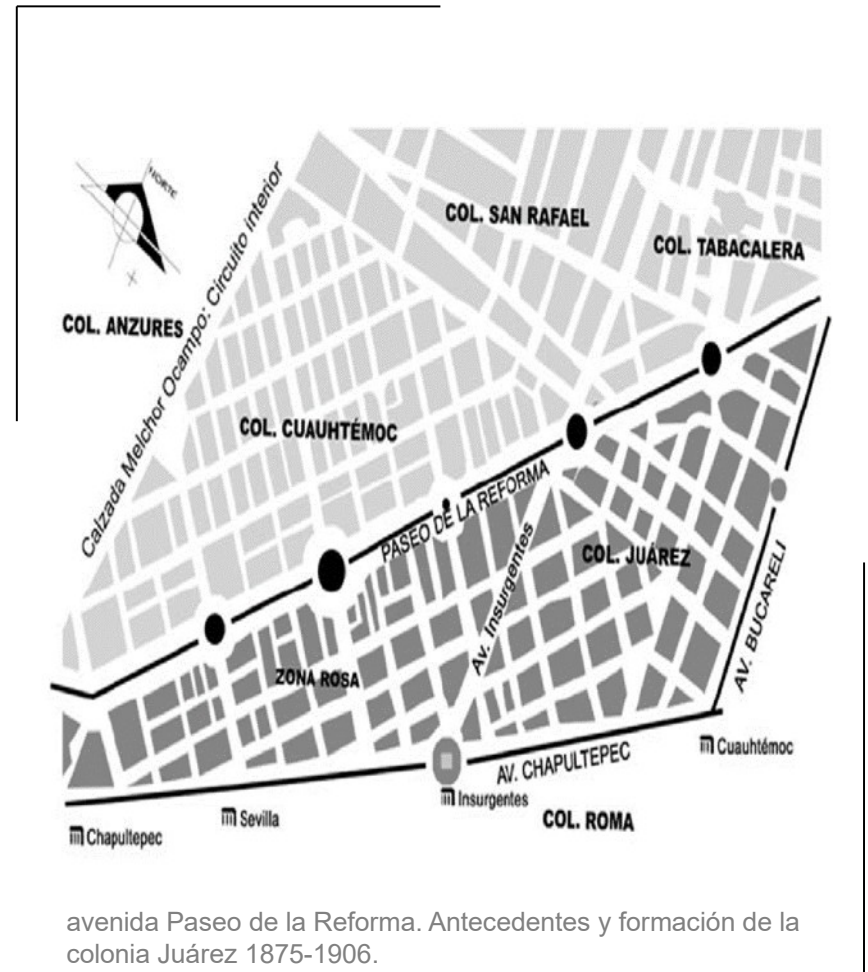 NORTE
COL. SAN RAFAEL
COL. TABACALERA
COL. ANZURES
Calzada Melchor Ocampo: Circuito Interior
COL. CUAUHTÉMOC
PASEO DE LA REFORMA
Av. Insurgentes
COL. JUÁREZ
AV. BUCARELI
ZONA ROSA
AV. CHAPULTEPEC
Cuauhtémoc
Insurgentes
Sevilla
COL. ROMA
Chapultepec
avenida Paseo de la Reforma. Antecedentes y formación de la
colonia Juárez 1875-1906.